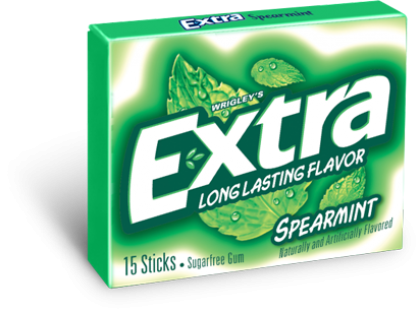 Extra Spearmint
WRIGLEY'S
Extra
LONG LASTING FLAVOR
SPEARMINT
Naturally and Artificially Flavored
15 Sticks • Sugarfree Gum